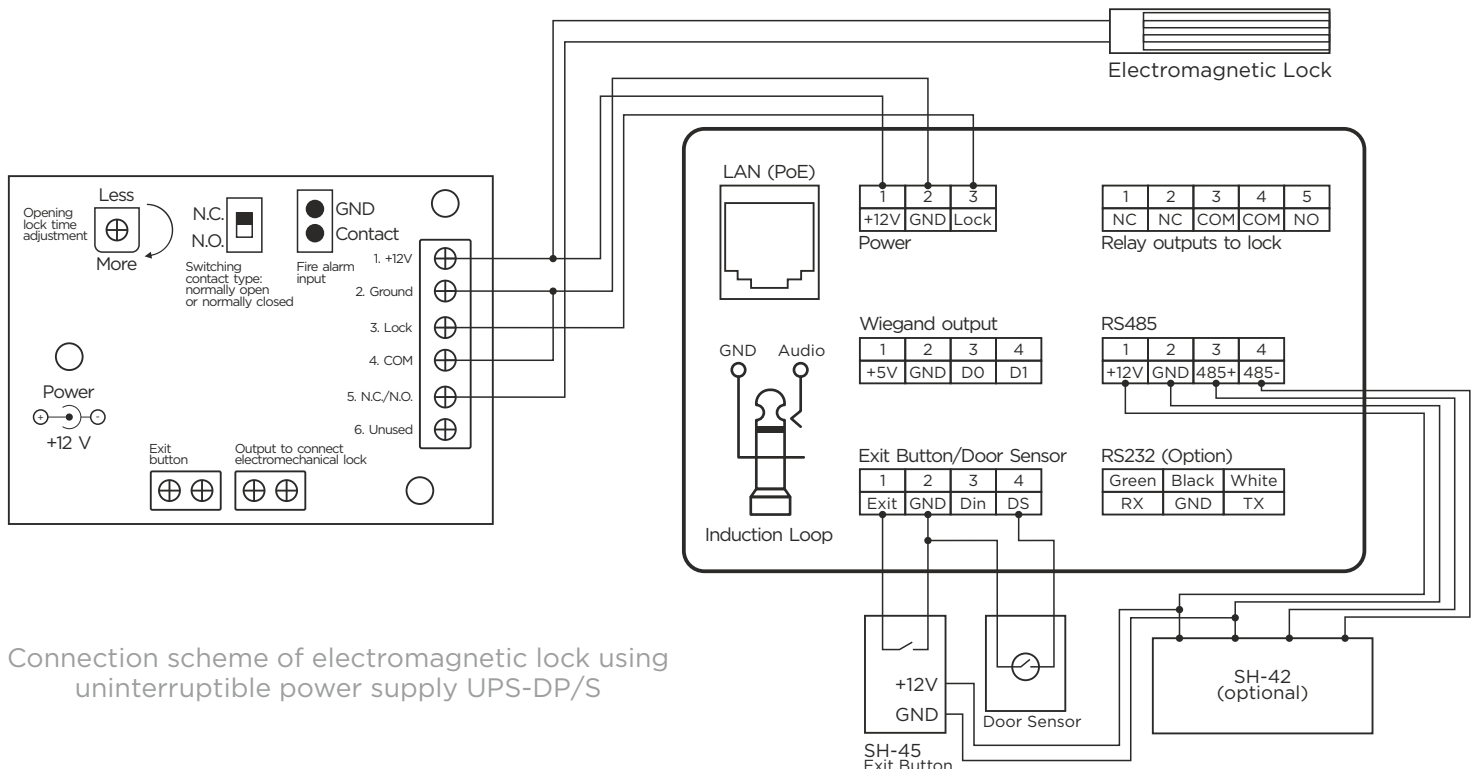 Electromagnetic Lock
Less
Opening
lock time
adjustment
More
N.C.
N.O.
Switching
contact type:
normally open
or normally closed
GND
Contact
Fire alarm
input
1. +12V
2. Ground
3. Lock
4. COM
5. N.C./N.O.
6. Unused
Power
+ -
+12 V
Exit
button
Output to connect
electromechanical lock
LAN (PoE)
1 2 3
+12V GND Lock
Power
1 2 3 4 5
NC NC COM COM NO
Relay outputs to lock
GND Audio
Induction Loop
Wiegand output
1 2 3 4
+5V GND D0 D1
RS485
1 2 3 4
+12V GND 485+ 485-
Exit Button/Door Sensor
1 2 3 4
Exit GND Din DS
RS232 (Option)
Green Black White
RX GND TX
+12V
GND
SH-45
Exit Button
Door Sensor
SH-42
(optional)
Connection scheme of electromagnetic lock using
uninterruptible power supply UPS-DP/S